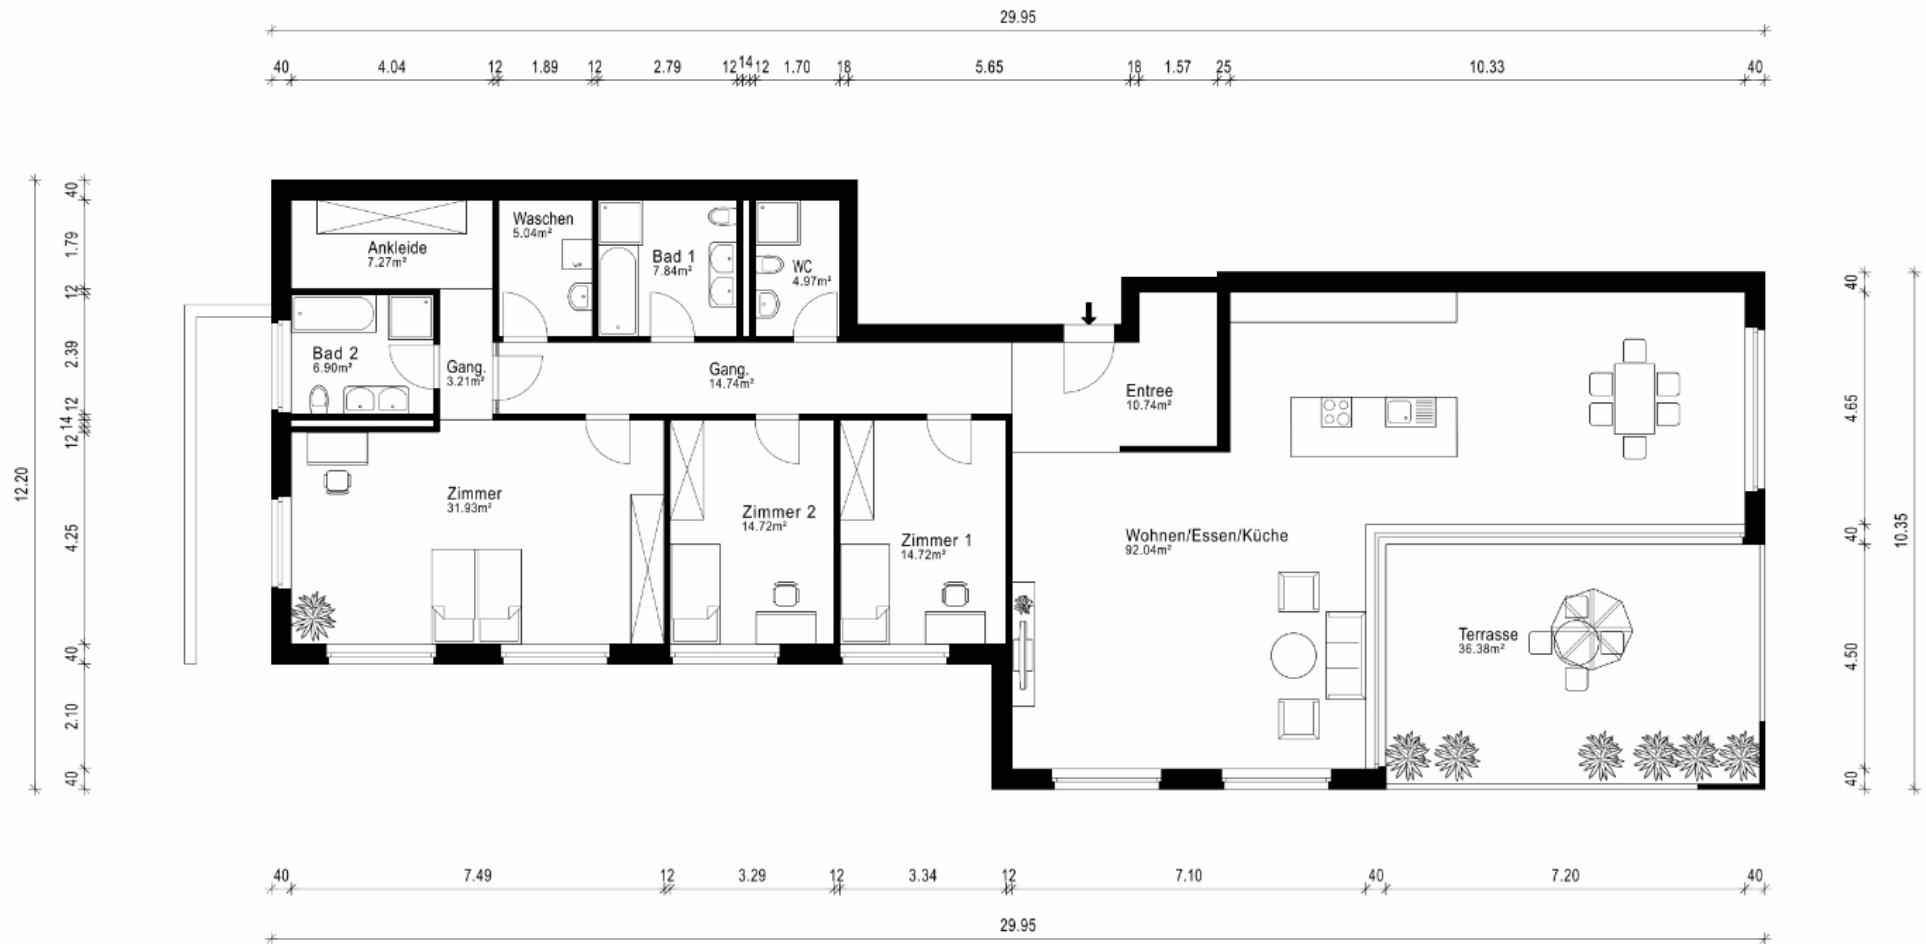 29.95
40 4.04 12 1.89 12 2.79 12 14 12 1.70 18 5.65 18 1.57 25 10.33 40
12.20
40
1.79
12
2.39
12
14
12
4.25
40
2.10
40
Ankleide
7.27m²
Waschen
5.04m²
Bad 1
7.84m²
WC
4.97m²
Bad 2
6.90m²
Gang.
3.21m²
Gang.
14.74m²
Entree
10.74m²
Zimmer
31.93m²
Zimmer 2
14.72m²
Zimmer 1
14.72m²
Wohnen/Essen/Küche
92.04m²
Terrasse
36.38m²
40
4.65
40
4.50
40
10.35
40 7.49 12 3.29 12 3.34 12 7.10 40 7.20 40
29.95